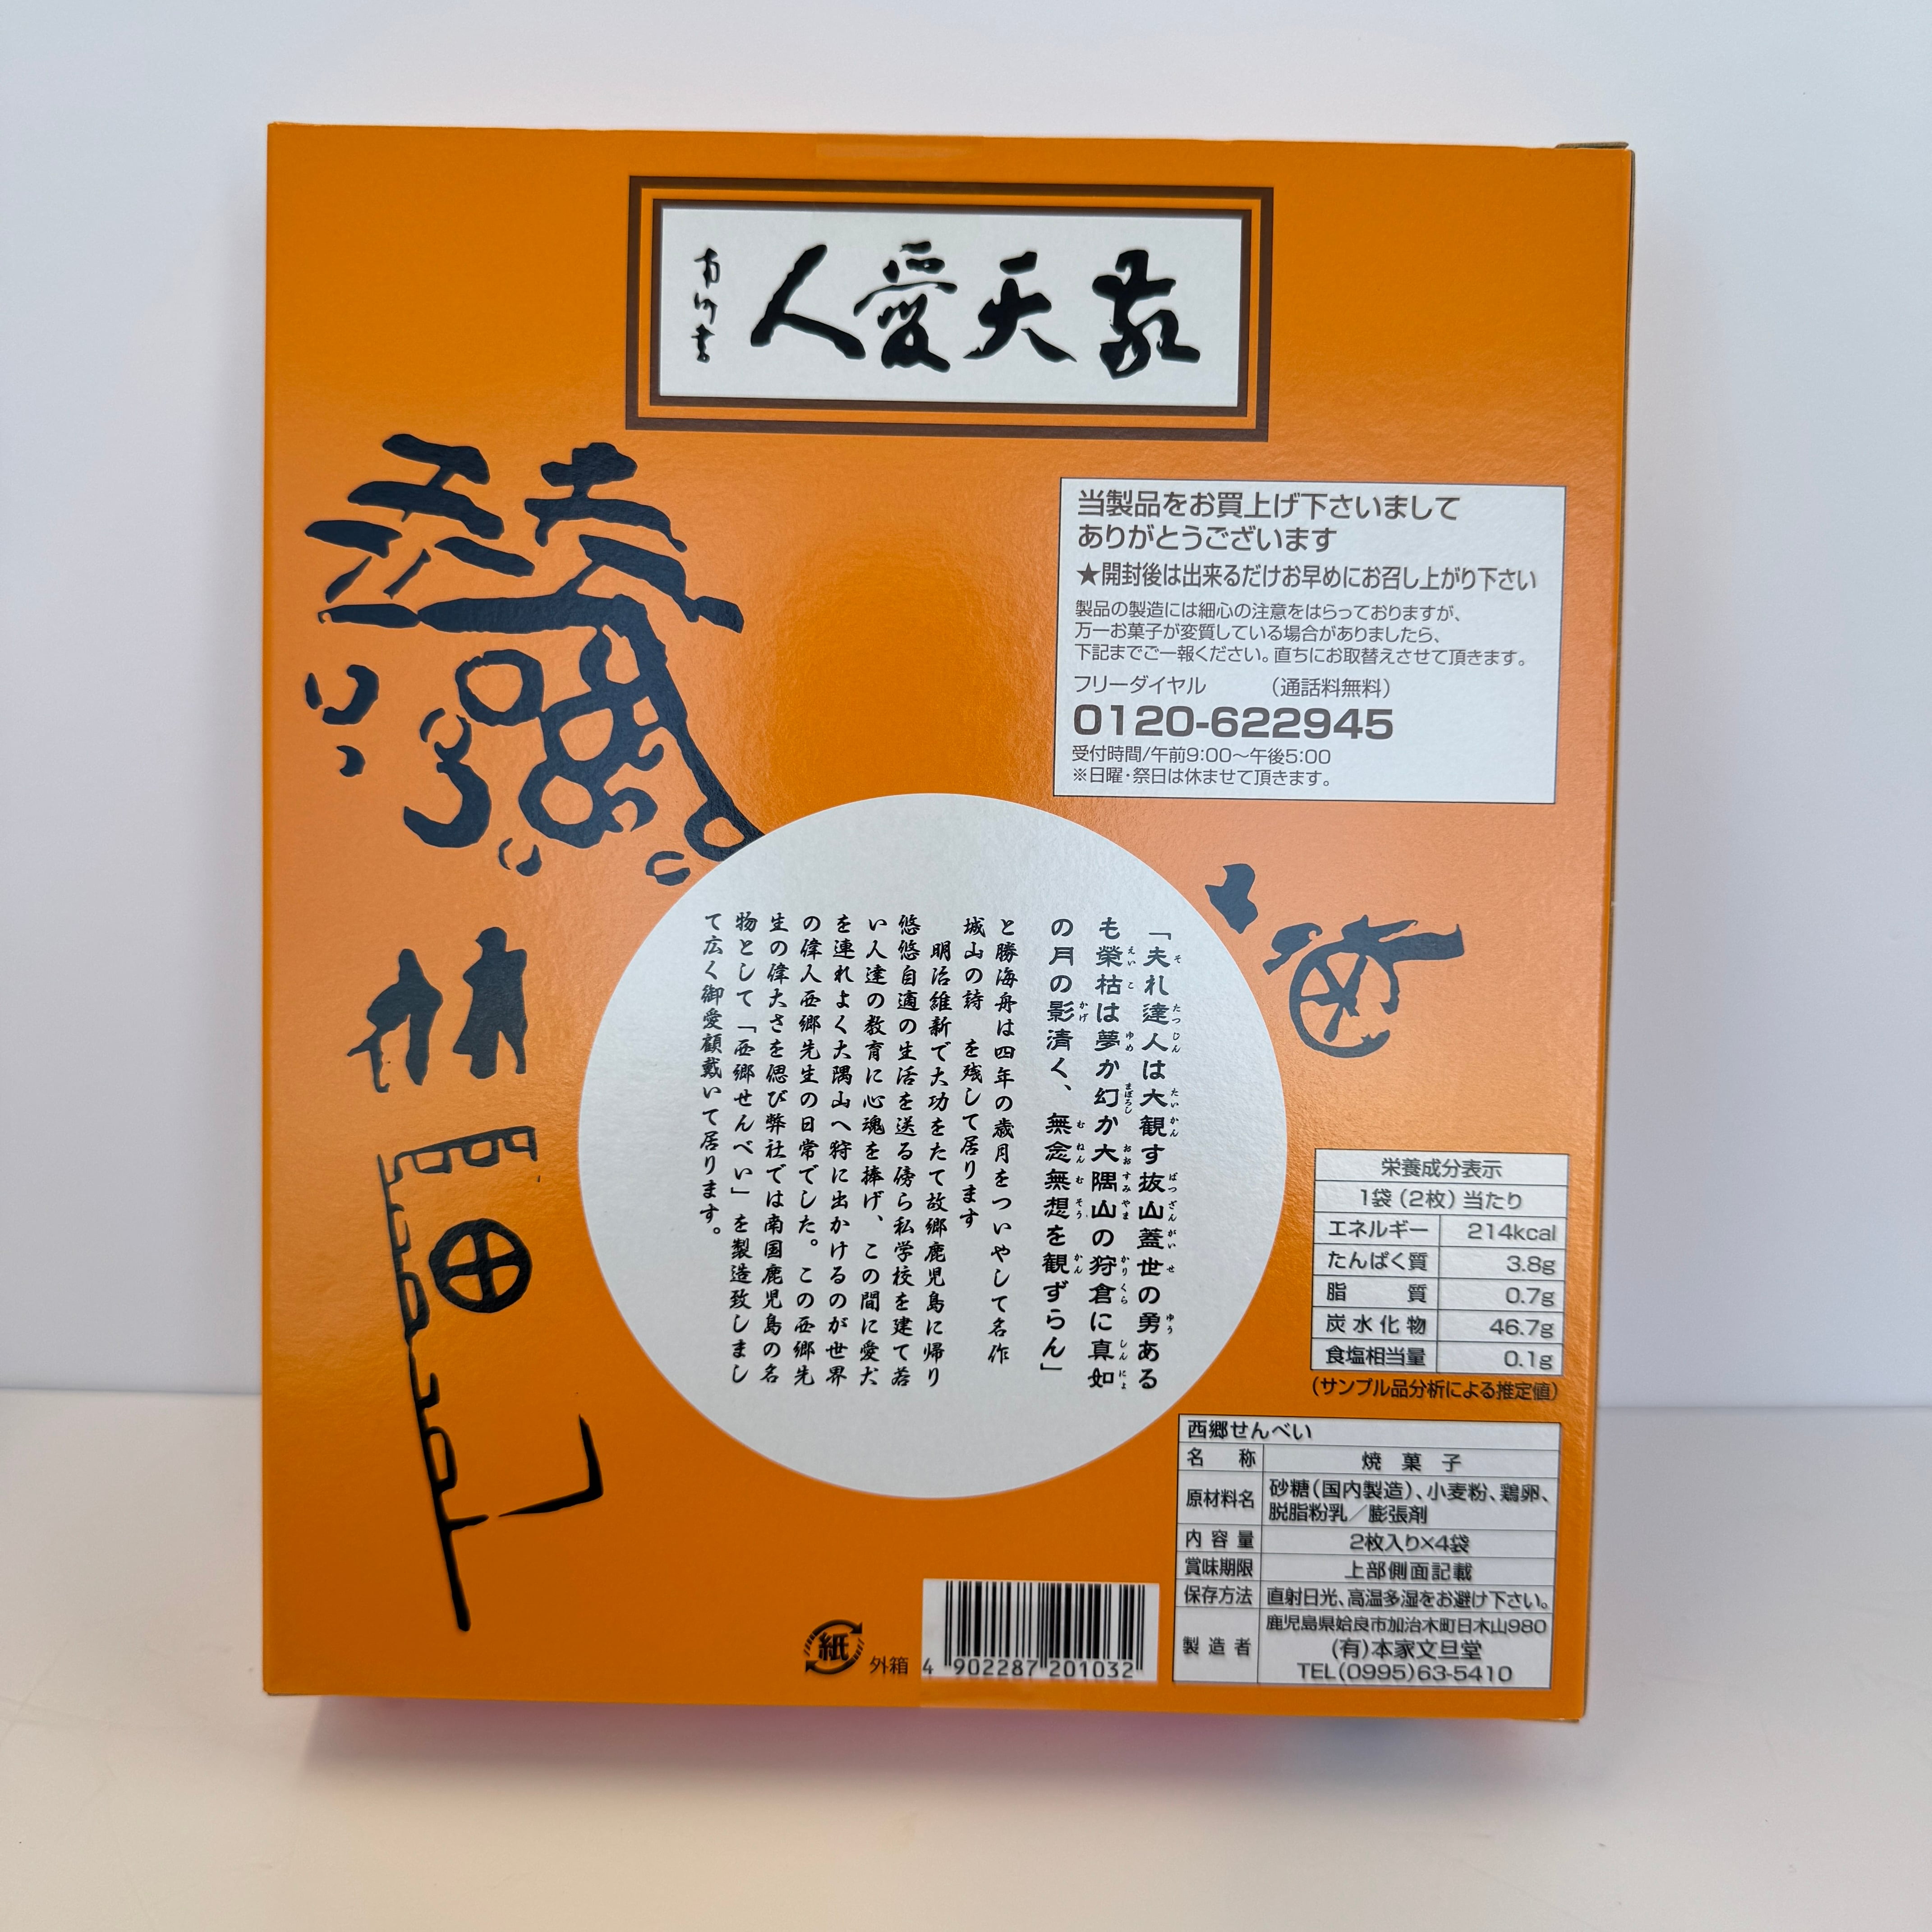 敬天愛人
南洲書
当製品をお買上げ下さいまして
ありがとうございます
★開封後は出来るだけお早めにお召し上がり下さい
製品の製造には細心の注意をはらっておりますが、
万一お菓子が変質している場合がありましたら、
下記までご一報ください。直ちにお取替えさせて頂きます。
フリーダイヤル (通話料無料)
0120-622945
受付時間/午前9:00〜午後5:00
※日曜・祭日は休ませて頂きます。
「夫れ達人は大観す抜山蓋世の勇ある
も榮枯は夢か幻か大隅山の狩倉に真如
の月の影清く、無念無想を観ずらん」
と勝海舟は四年の歳月をついやして名作
城山の詩 を残して居ります
明治維新で大功をたて故郷鹿児島に帰り
悠悠自適の生活を送る傍ら私学校を建て若
い人達の教育に心魂を捧げ、この間に愛犬
を連れよく大隅山へ狩に出かけるのが世界
の偉人西郷先生の日常でした。この西郷先
生の偉大さを偲び弊社では南国鹿児島の名
物として「西郷せんべい」を製造致しまし
て広く御愛顧戴いて居ります。
栄養成分表示
1袋(2枚)当たり
エネルギー 214kcal
たんぱく質 3.8g
脂質 0.7g
炭水化物 46.7g
食塩相当量 0.1g
(サンプル品分析による推定値)
西郷せんべい
名称 焼菓子
原材料名 砂糖(国内製造)、小麦粉、鶏卵、
脱脂粉乳／膨張剤
内容量 2枚入り×4袋
賞味期限 上部側面記載
保存方法 直射日光、高温多湿をお避け下さい。
製造者 鹿児島県姶良市加治木町日木山980
(有)本家文旦堂
TEL(0995)63-5410
紙 外箱
4 902287 201032